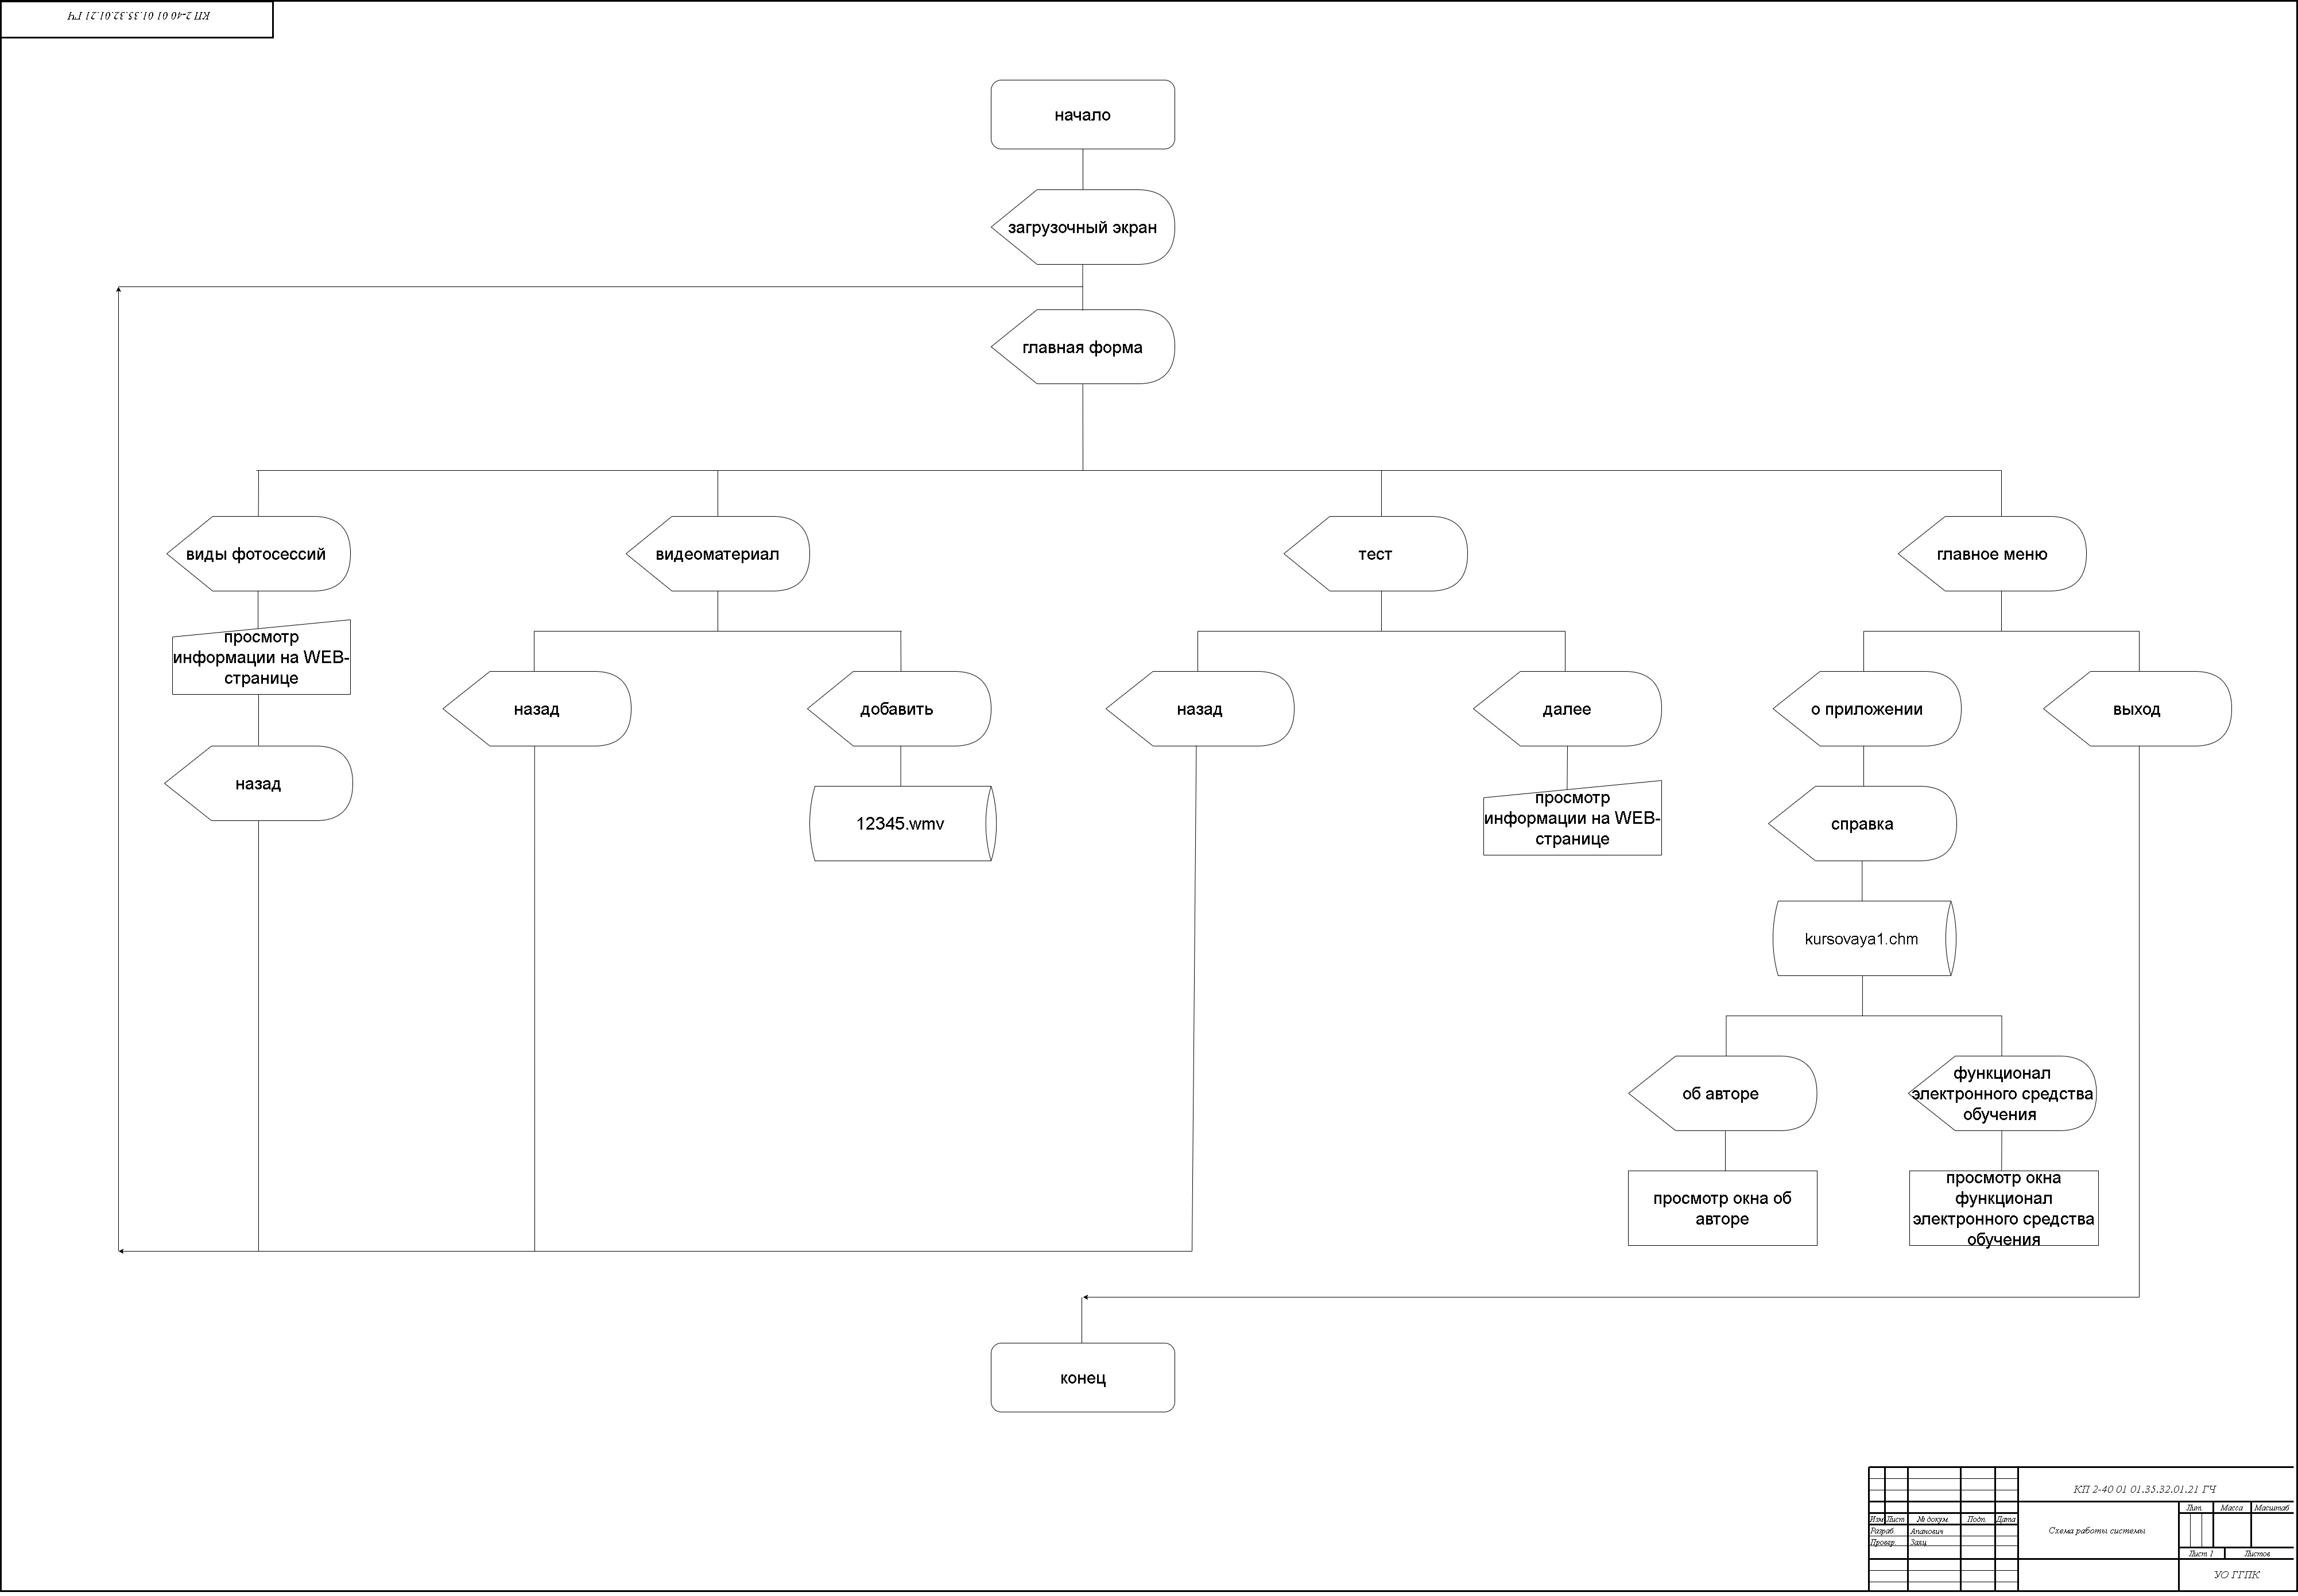 КП 2-40 01 01.35.32.01.21 ГЧ
начало
загрузочный экран
главная форма
виды фотосессий
видеоматериал
тест
главное меню
просмотр
информации на WEB-
странице
назад
добавить
назад
далее
о приложении
выход
назад
12345.wmv
просмотр
информации на WEB-
странице
справка
kursovaya1.chm
об авторе
функционал
электронного средства
обучения
просмотр окна об
авторе
просмотр окна
функционал
электронного средства
обучения
конец
КП 2-40 01 01.35.32.01.21 ГЧ
Лит. Масса Масштаб
Изм Лист № докум. Подп. Дата
Разраб. Апанович
Схема работы системы
Провер. Заяц
Лист 1 Листов
УО ГГПК